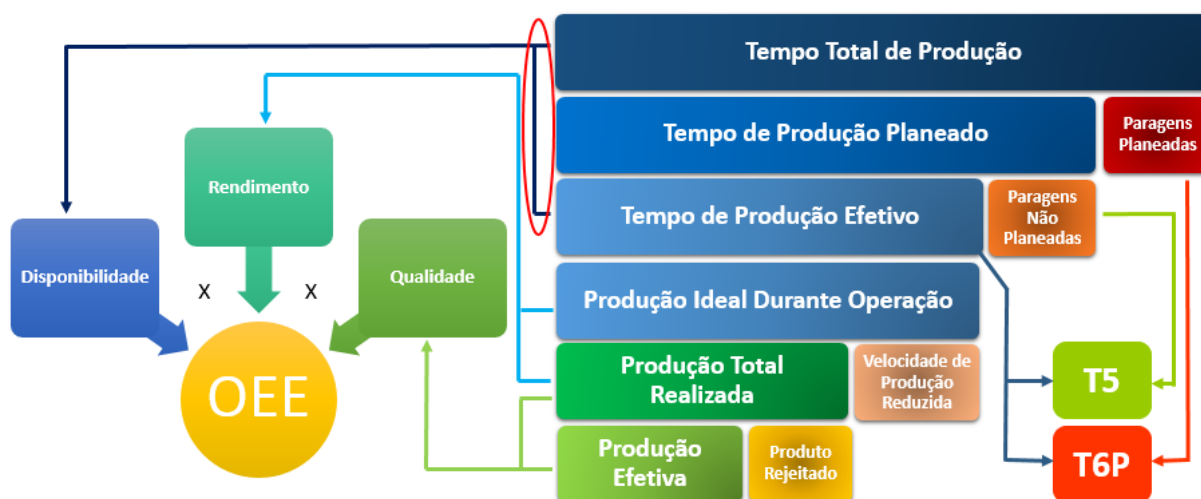 Tempo Total de Produção
Tempo de Produção Planeado
Paragens
Planeadas
Rendimento
Tempo de Produção Efetivo
Paragens
Não
Planeadas
Disponibilidade
Qualidade
X
X
Produção Ideal Durante Operação
OEE
Produção Total
Realizada
Velocidade de
Produção
Reduzida
T5
Produção
Efetiva
Produto
Rejeitado
T6P